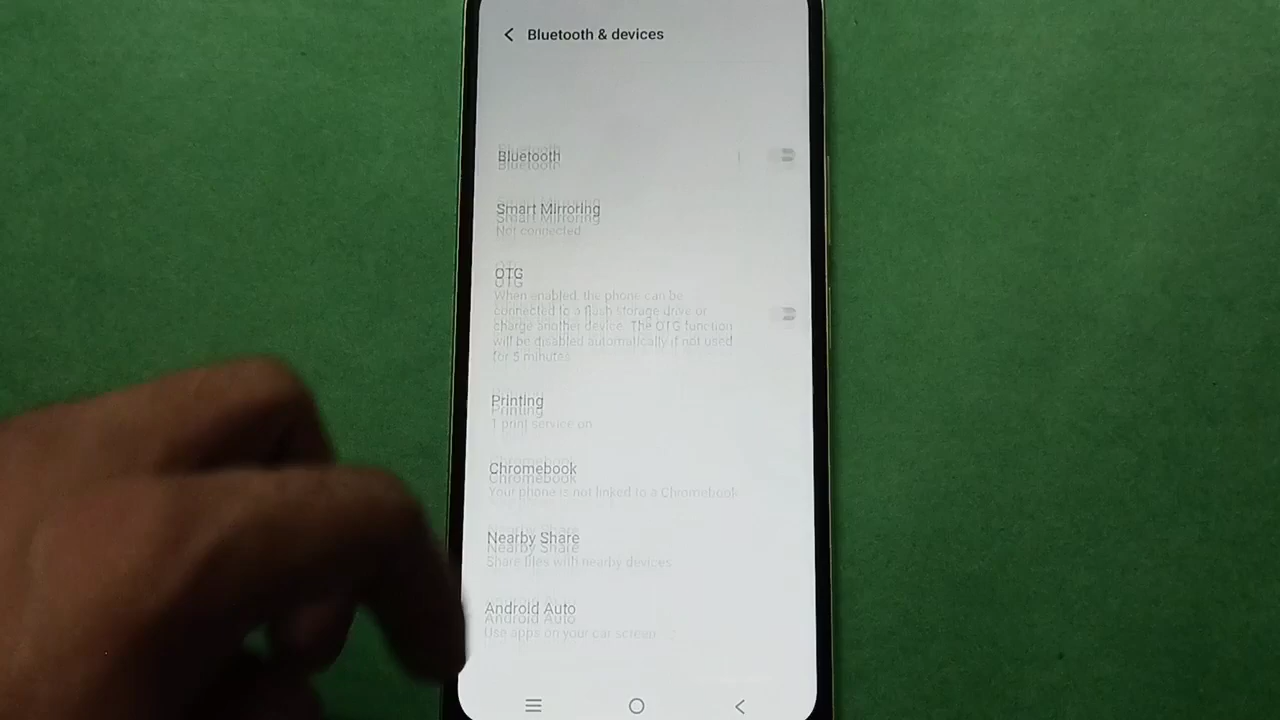 Bluetooth & devices
Bluetooth
Smart Mirroring
Not connected
OTG
When enabled, the phone can be
connected to a flash storage drive or
charge another device. The OTG function
will be disabled automatically if not used
for 5 minutes.
Printing
1 print service on
Chromebook
Your phone is not linked to a Chromebook
Nearby Share
Share files with nearby devices
Android Auto
Use apps on your car screen